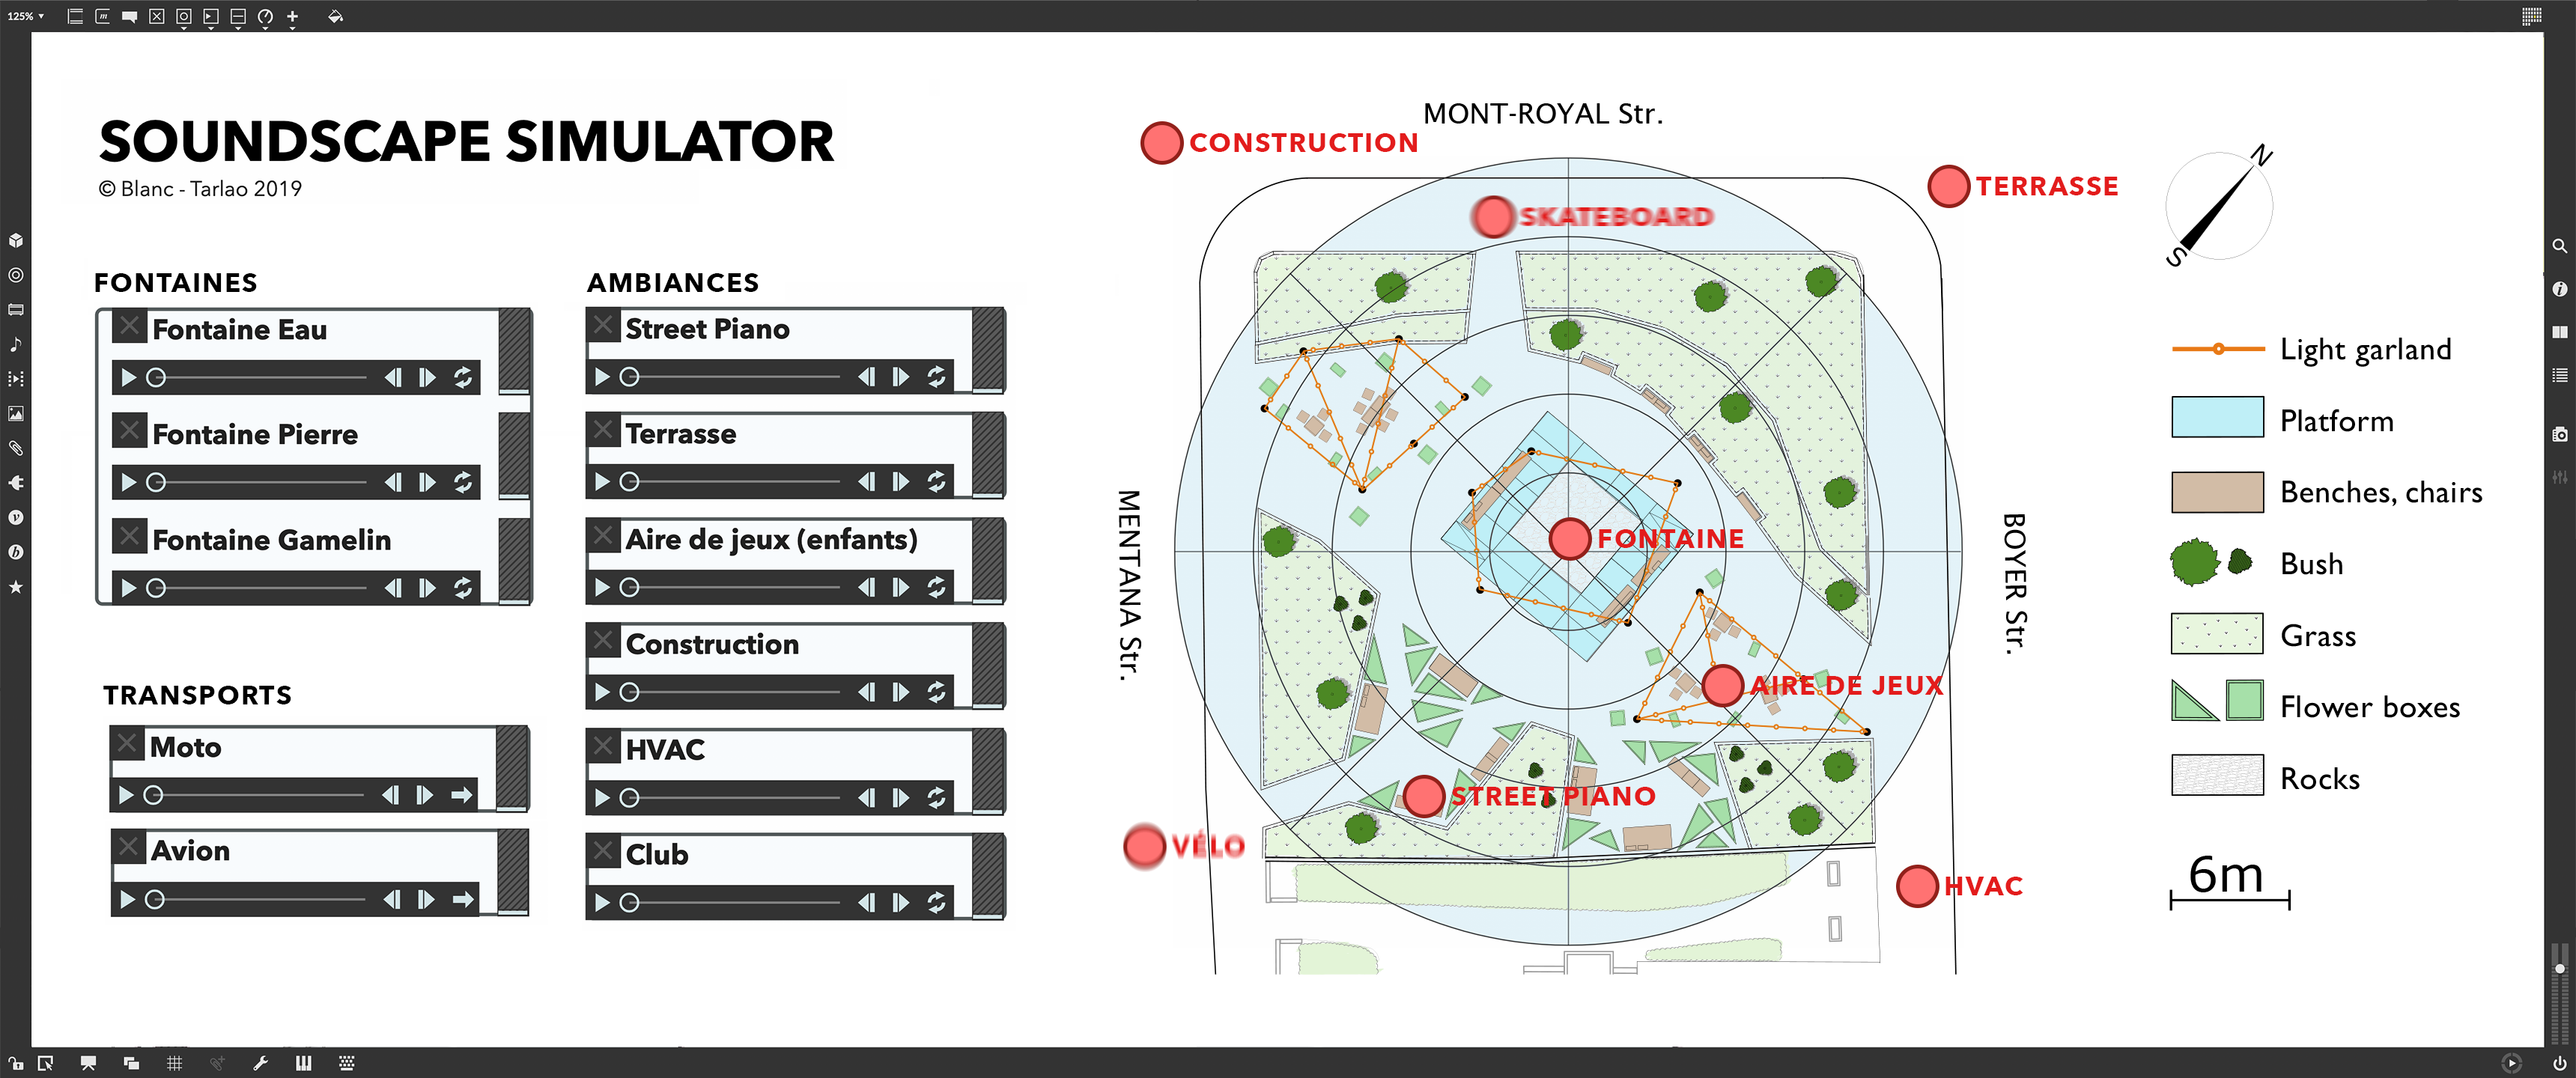 125%
SOUNDSCAPE SIMULATOR
© Blanc - Tarlao 2019
FONTAINES
Fontaine Eau
Fontaine Pierre
Fontaine Gamelin
TRANSPORTS
Moto
Avion
AMBIANCES
Street Piano
Terrasse
Aire de jeux (enfants)
Construction
HVAC
Club
MONT-ROYAL Str.
CONSTRUCTION
TERRASSE
SKATEBOARD
MENTANA Str.
FONTAINE
BOYER Str.
AIRE DE JEUX
STREET PIANO
VÉLO
HVAC
N
S
Light garland
Platform
Benches, chairs
Bush
Grass
Flower boxes
Rocks
6m